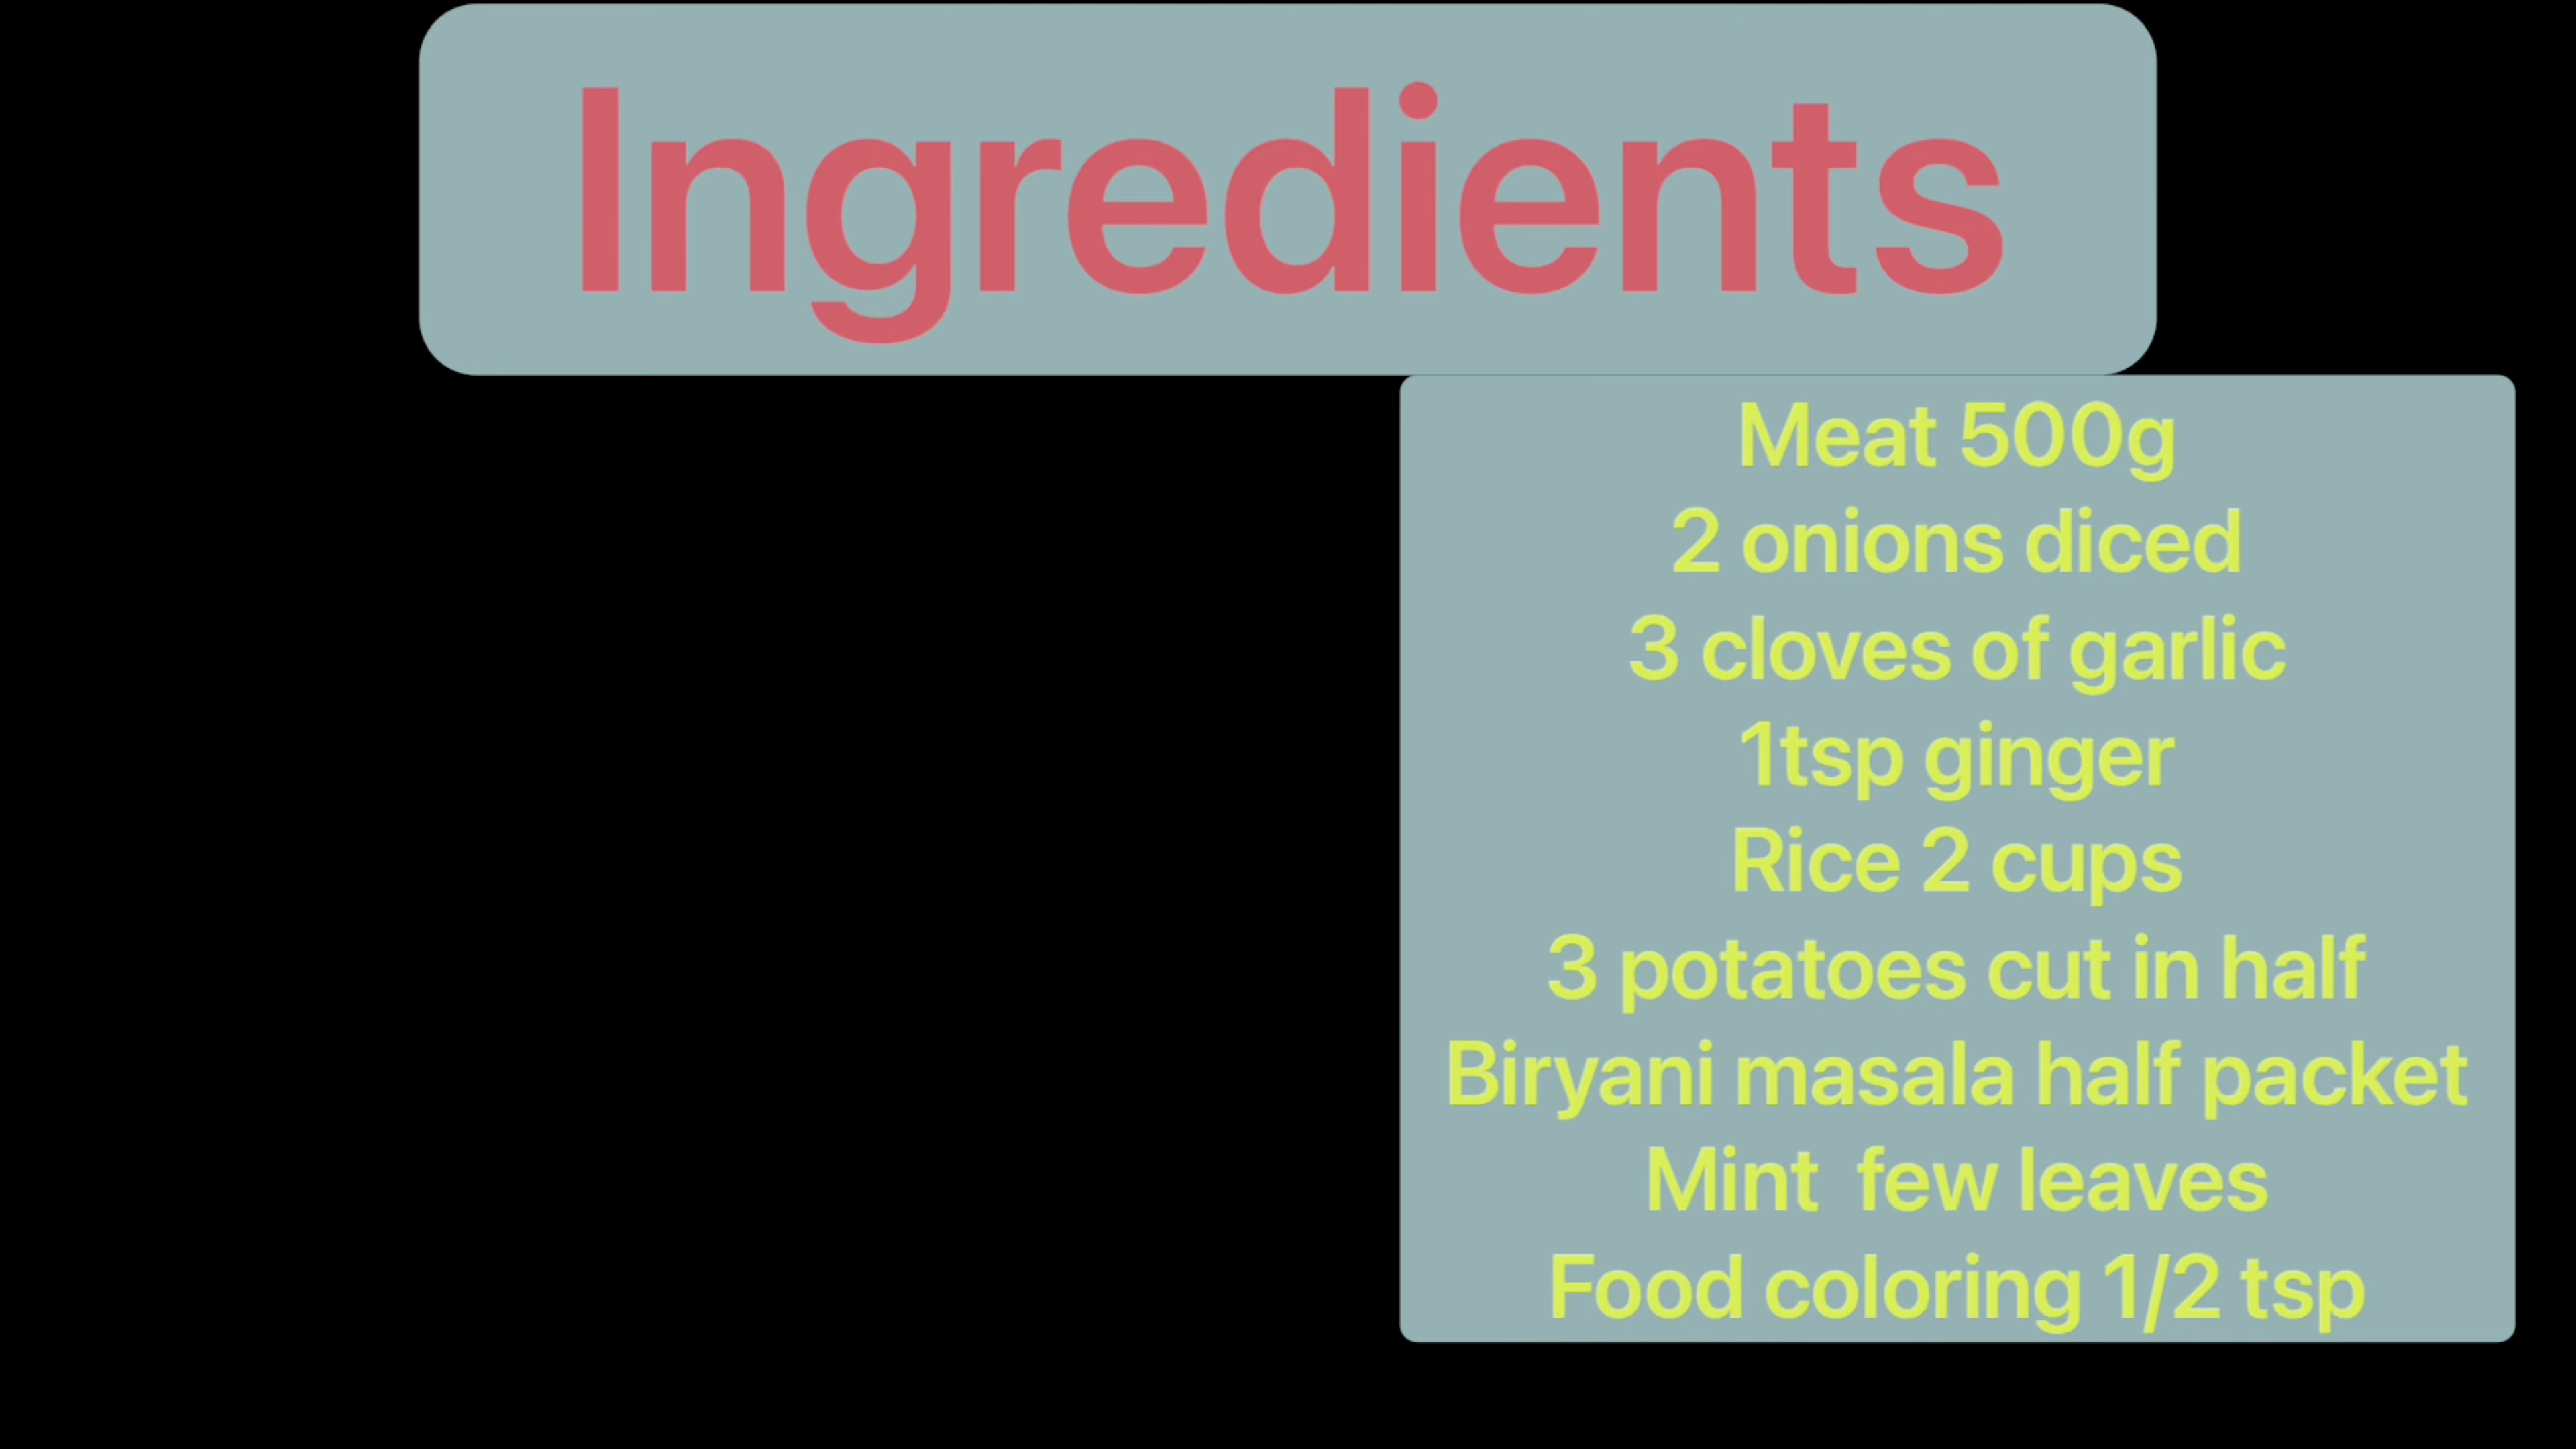 Ingredients
Meat 500g
2 onions diced
3 cloves of garlic
1tsp ginger
Rice 2 cups
3 potatoes cut in half
Biryani masala half packet
Mint  few leaves
Food coloring 1/2 tsp